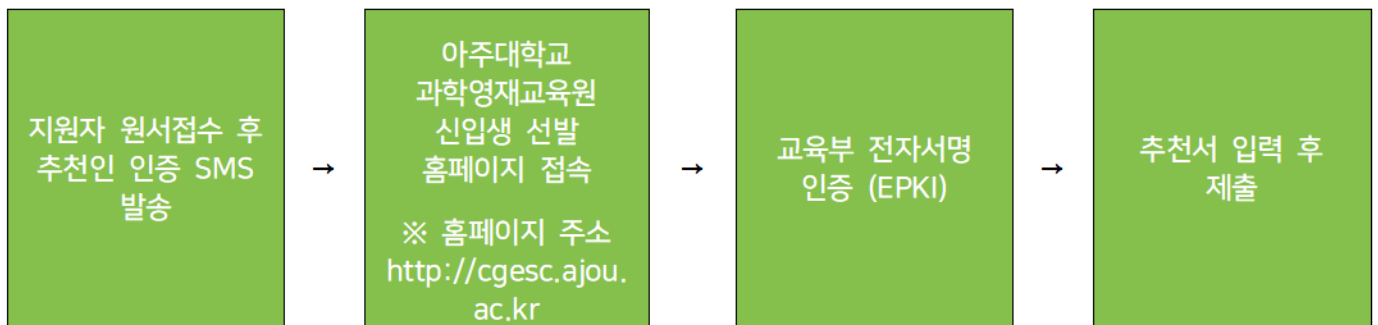 지원자 원서접수 후
추천인 인증 SMS
발송
→
아주대학교
과학영재교육원
신입생 선발
홈페이지 접속
※ 홈페이지 주소
http://cgesc.ajou.
ac.kr
→
교육부 전자서명
인증 (EPKI)
→
추천서 입력 후
제출